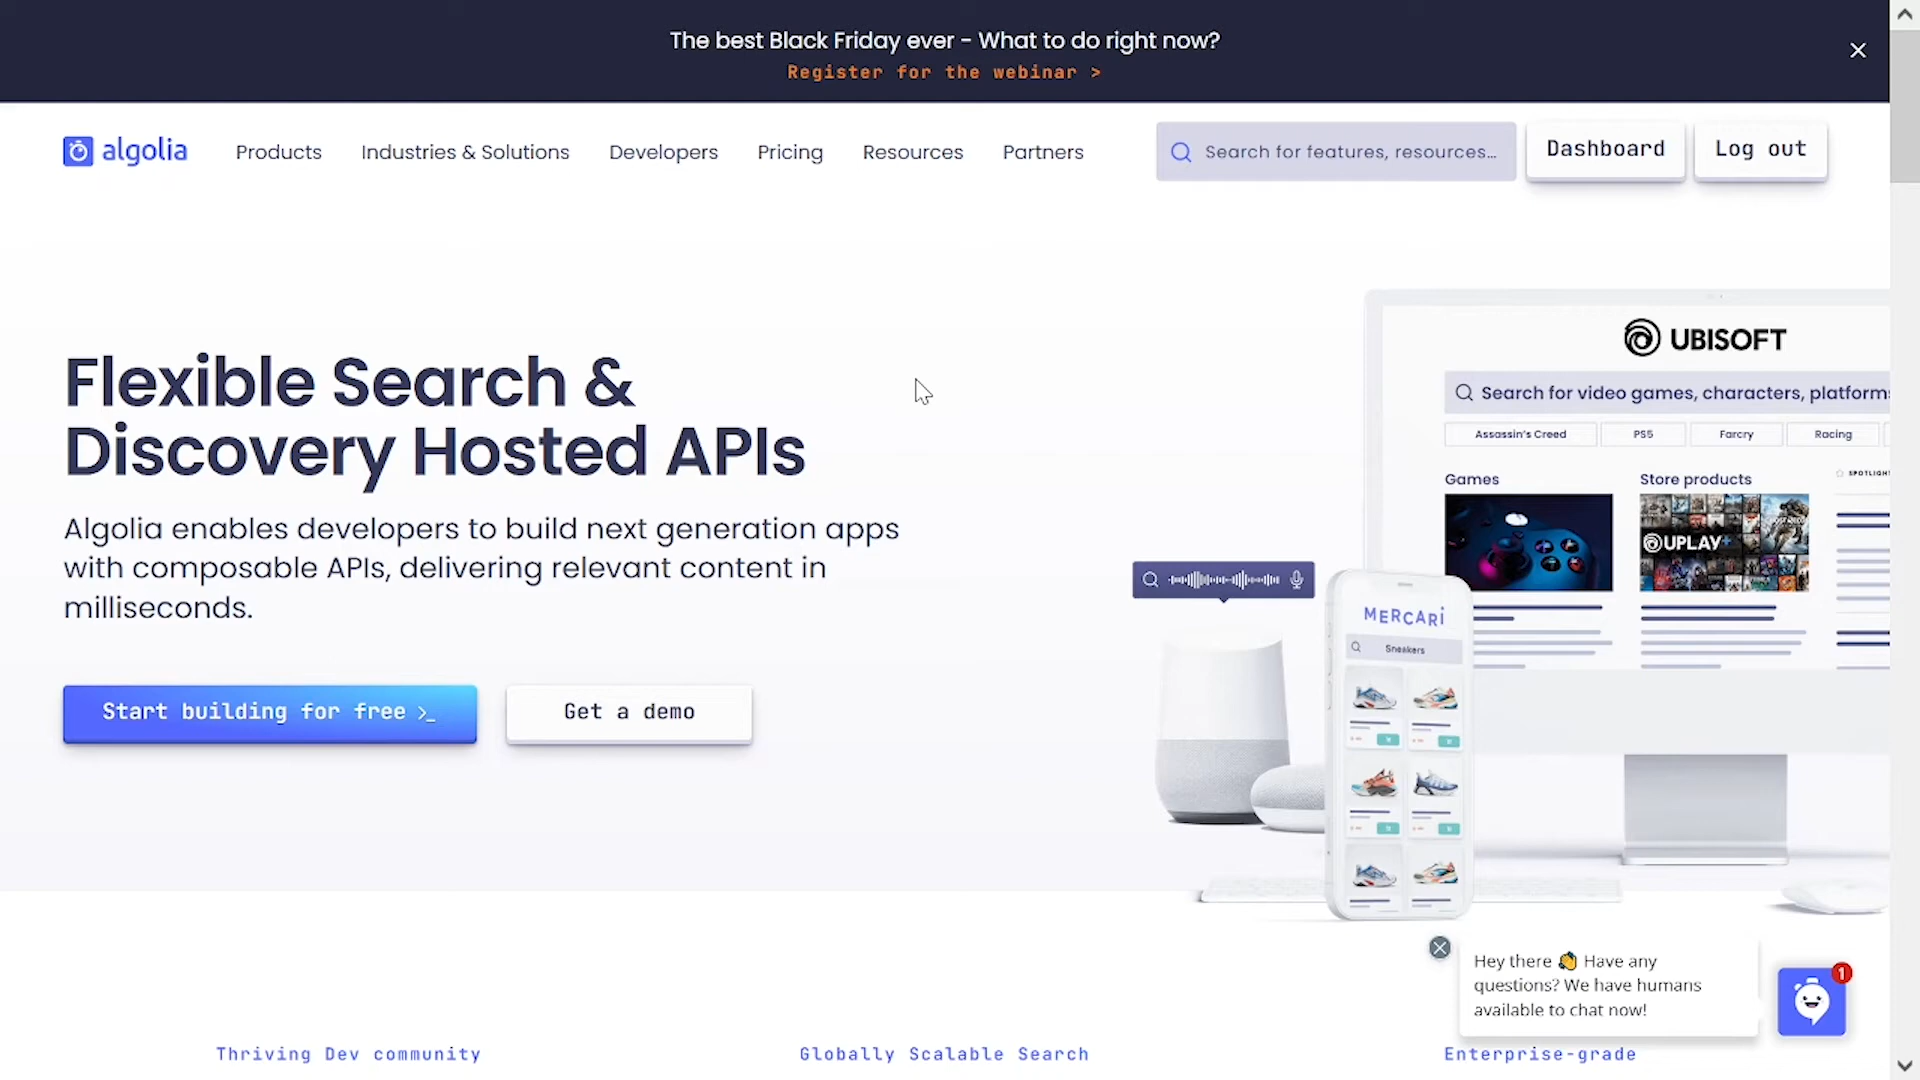 The best Black Friday ever - What to do right now?
Register for the webinar >
algolia
Products
Industries & Solutions
Developers
Pricing
Resources
Partners
Search for features, resources...
Dashboard
Log out
Flexible Search &
Discovery Hosted APIs
Algolia enables developers to build next generation apps
with composable APIs, delivering relevant content in
milliseconds.
Start building for free >_
Get a demo
UBISOFT
Search for video games, characters, platforms
Assassin's Creed
PS5
Farcry
Racing
Games
Store products
SPOTLIGHT
UPLAY+
MERCARI
Sneakers
Hey there 👋 Have any
questions? We have humans
available to chat now!
1
Thriving Dev community
Globally Scalable Search
Enterprise-grade